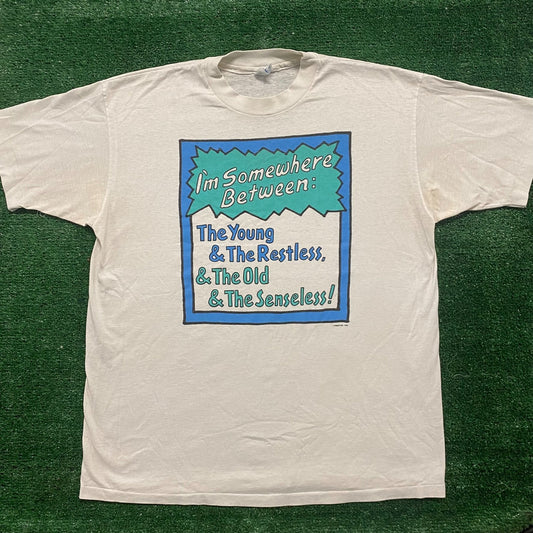 I'm Somewhere
Between:
The Young
& The Restless,
& The Old
& The Senseless!